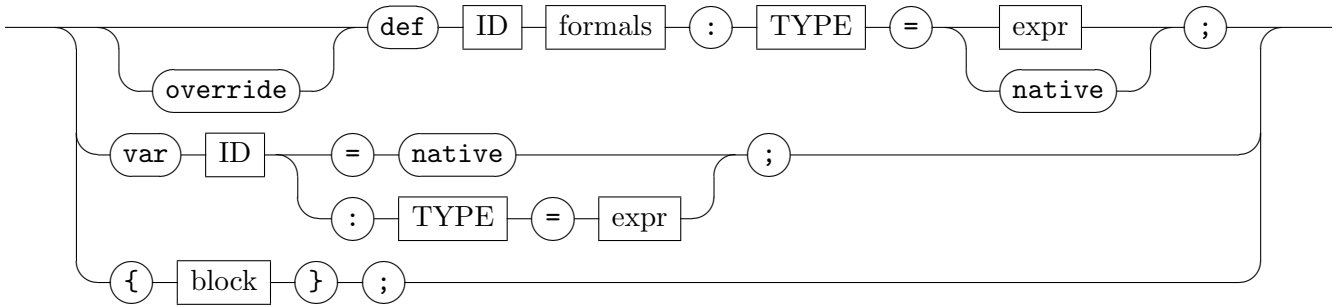 def ID formals : TYPE = expr ;
override native
var ID = native ;
: TYPE = expr
{ block } ;